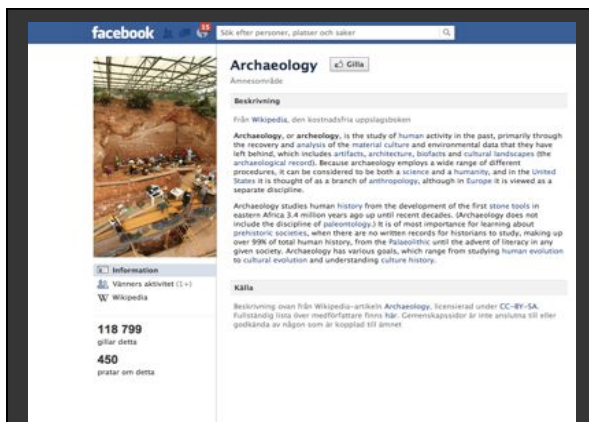 facebook
15
Sök efter personer, platser och saker
Archaeology
Gilla
Ämnesområde
Beskrivning
Från Wikipedia, den kostnadsfria uppslagsboken
Archaeology, or archeology, is the study of human activity in the past, primarily through
the recovery and analysis of the material culture and environmental data that they have
left behind, which includes artifacts, architecture, biofacts and cultural landscapes (the
archaeological record). Because archaeology employs a wide range of different
procedures, it can be considered to be both a science and a humanity, and in the United
States it is thought of as a branch of anthropology, although in Europe it is viewed as a
separate discipline.
Archaeology studies human history from the development of the first stone tools in
eastern Africa 3.4 million years ago up until recent decades. (Archaeology does not
include the discipline of paleontology.) It is of most importance for learning about
prehistoric societies, when there are no written records for historians to study, making up
over 99% of total human history, from the Palaeolithic until the advent of literacy in any
given society. Archaeology has various goals, which range from studying human evolution
to cultural evolution and understanding culture history.
Information
Vänners aktivitet (1+)
W Wikipedia
118 799
gillar detta
450
pratar om detta
Källa
Beskrivning ovan från Wikipedia-artikeln Archaeology, licensierad under CC-BY-SA.
Fullständig lista över medförfattare finns här. Gemenskapssidor är inte anslutna till eller
godkända av någon som är kopplad till ämnet